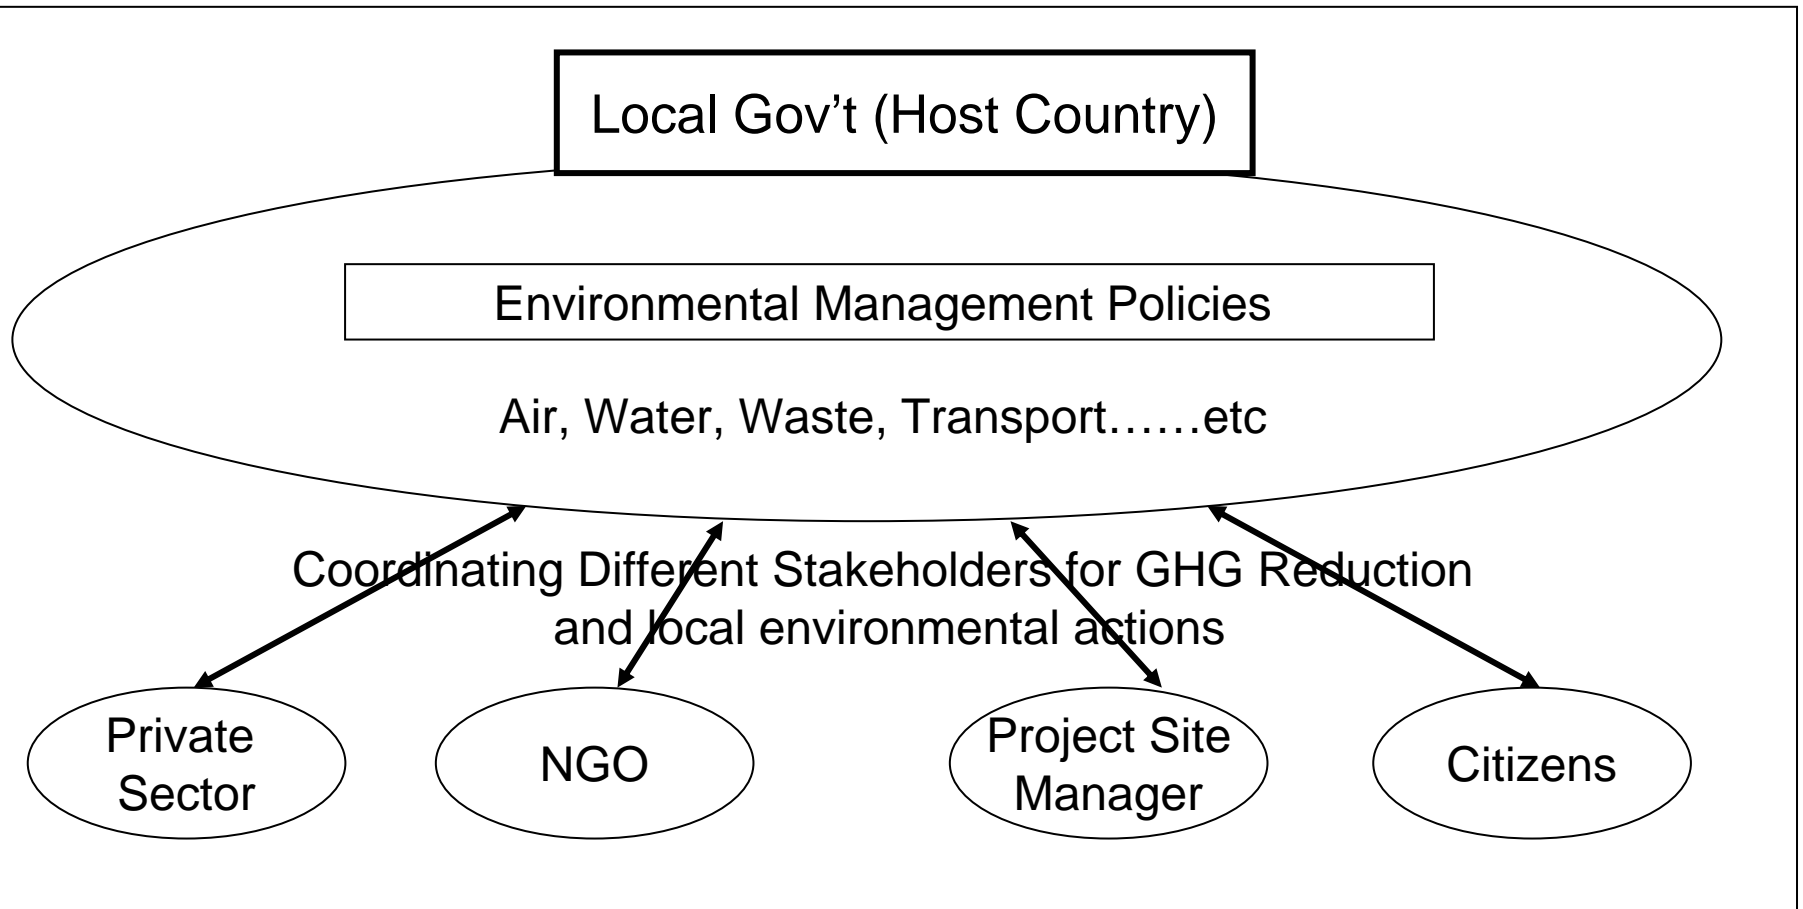 Local Gov’t (Host Country)
Environmental Management Policies
Air, Water, Waste, Transport……etc
Coordinating Different Stakeholders for GHG Reduction
and local environmental actions
Private
Sector
NGO
Project Site
Manager
Citizens